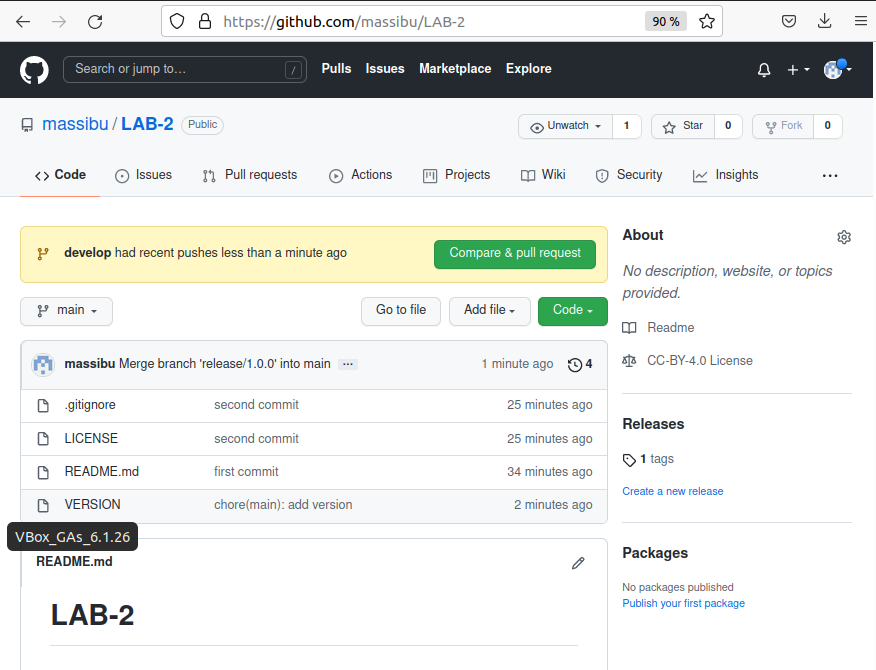 https://github.com/massibu/LAB-2 90 %
Search or jump to... / Pulls Issues Marketplace Explore
massibu / LAB-2 Public Unwatch 1 Star 0 Fork 0
Code Issues Pull requests Actions Projects Wiki Security Insights ...
develop had recent pushes less than a minute ago Compare & pull request
About
No description, website, or topics
provided.
main Go to file Add file Code
Readme
massibu Merge branch 'release/1.0.0' into main ... 1 minute ago 4
CC-BY-4.0 License
.gitignore second commit 25 minutes ago
LICENSE second commit 25 minutes ago
README.md first commit 34 minutes ago
VERSION chore(main): add version 2 minutes ago
Releases
1 tags
Create a new release
VBox_GAs_6.1.26
README.md
LAB-2
Packages
No packages published
Publish your first package